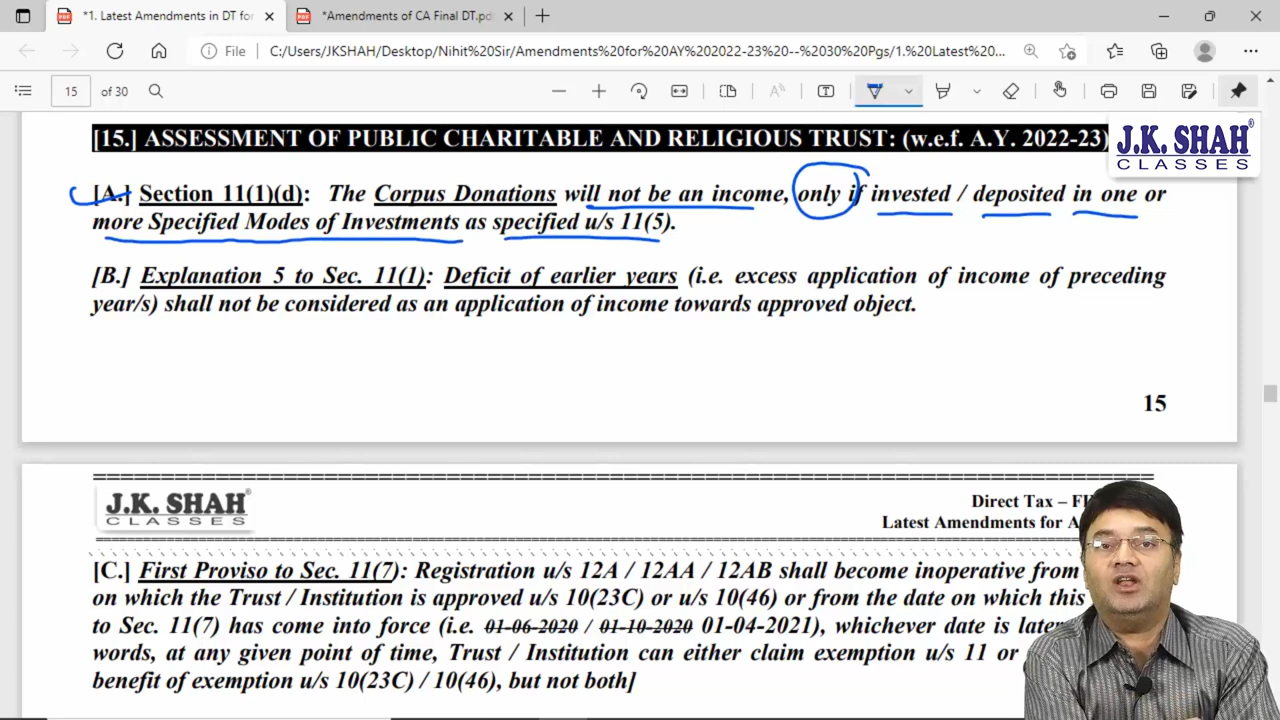 *1. Latest Amendments in DT for
*Amendments of CA Final DT.pd
File
C:/Users/JKSHAH/Desktop/Nihit%20Sir/Amendments%20for%20AY%202022-23%20--%2030%20Pgs/1.%20Latest%20...
15
of 30
[15.] ASSESSMENT OF PUBLIC CHARITABLE AND RELIGIOUS TRUST: (w.e.f. A.Y. 2022-23)
J.K. SHAH®
CLASSES
[A.] Section 11(1)(d): The Corpus Donations will not be an income, only if invested / deposited in one or
more Specified Modes of Investments as specified u/s 11(5).
[B.] Explanation 5 to Sec. 11(1): Deficit of earlier years (i.e. excess application of income of preceding
year/s) shall not be considered as an application of income towards approved object.
15
J.K. SHAH®
CLASSES
Direct Tax –
Latest Amendments for
[C.] First Proviso to Sec. 11(7): Registration u/s 12A / 12AA / 12AB shall become inoperative from
on which the Trust / Institution is approved u/s 10(23C) or u/s 10(46) or from the date on which this
to Sec. 11(7) has come into force (i.e. 01-06-2020 / 01-10-2020 01-04-2021), whichever date is later
words, at any given point of time, Trust / Institution can either claim exemption u/s 11 or
benefit of exemption u/s 10(23C) / 10(46), but not both]